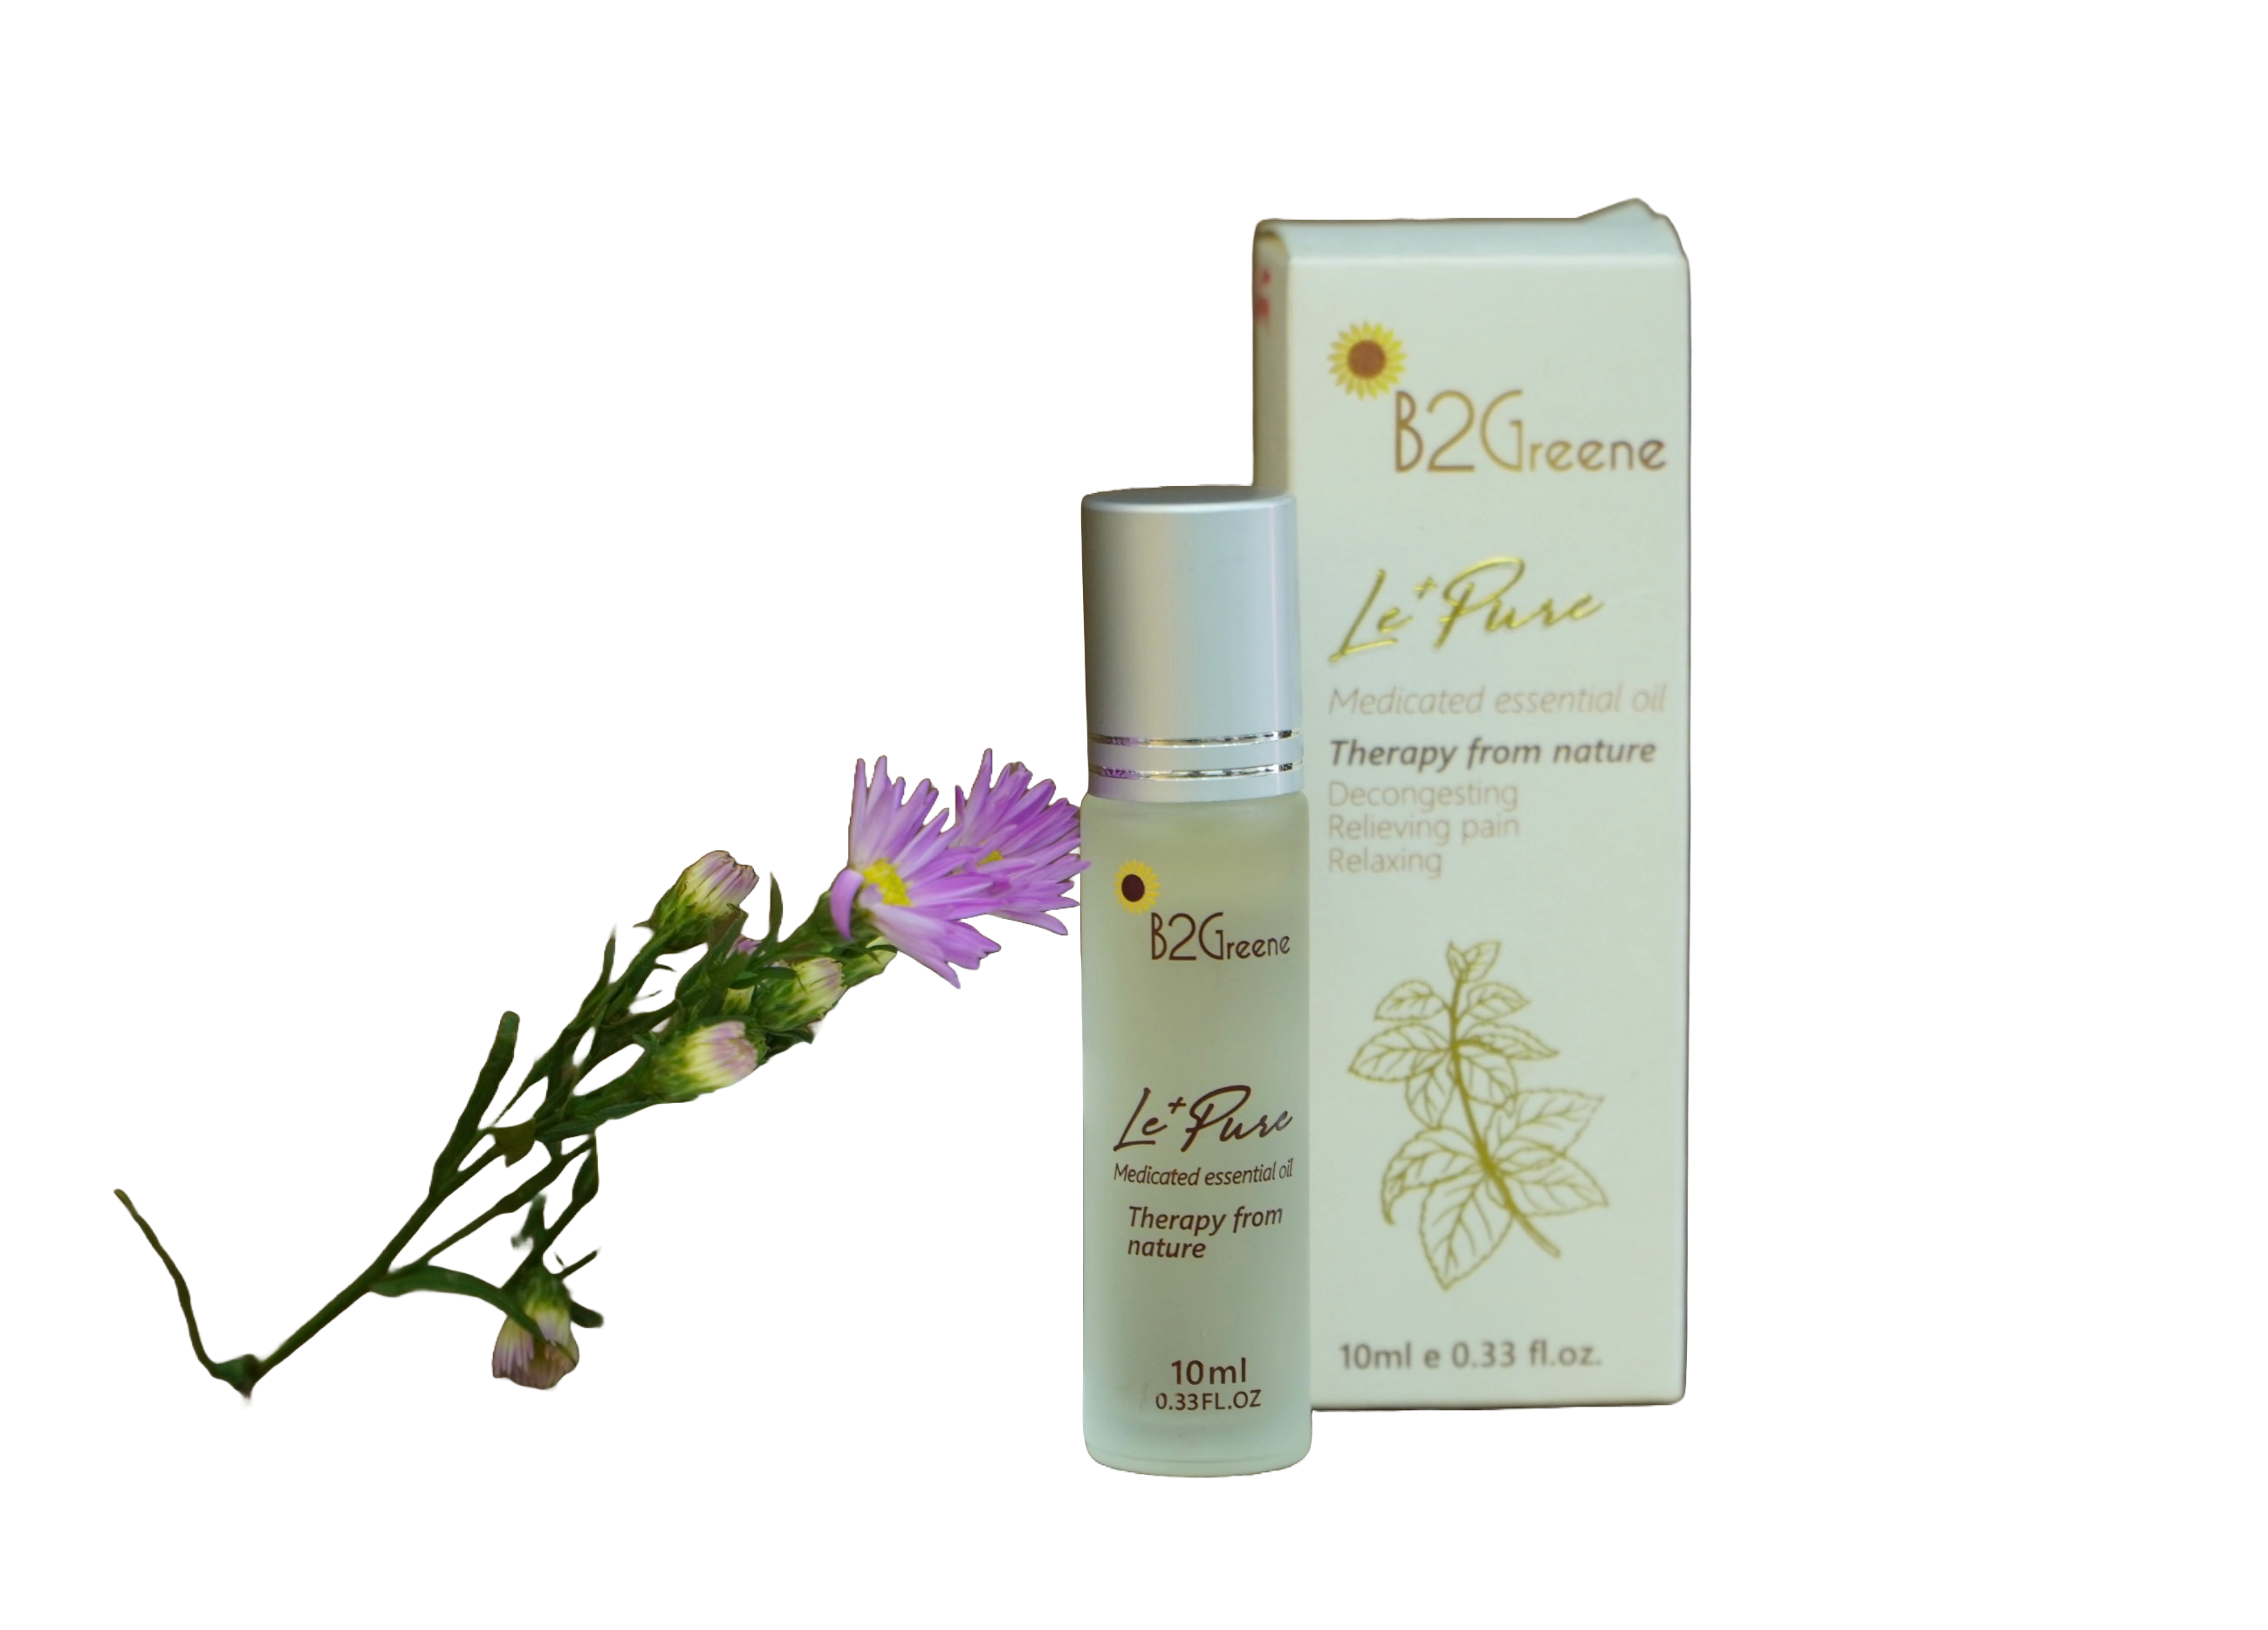 B2Greene
Le+Pure
Medicated essential oil
Therapy from nature
Decongesting
Relieving pain
Relaxing
10ml e 0.33 fl.oz.
B2Greene
Le+Pure
Medicated essential oil
Therapy from
nature
10ml
0.33FL.OZ